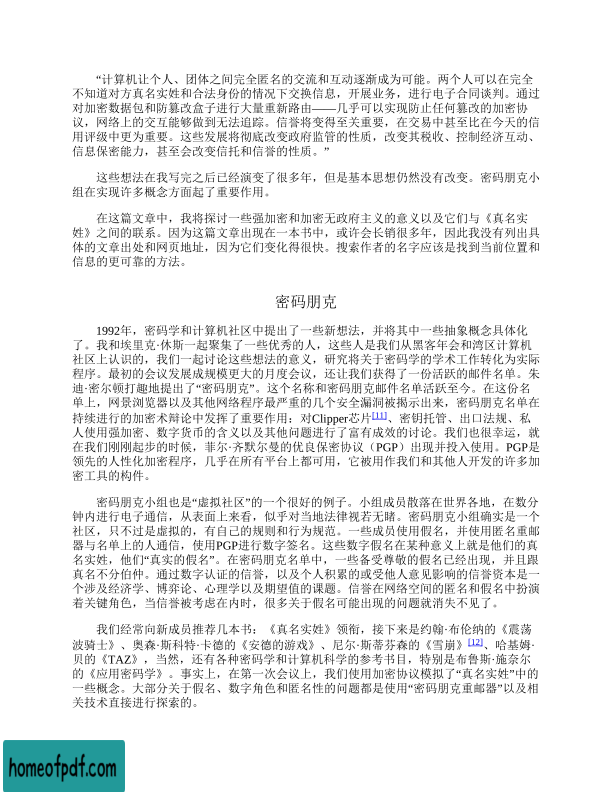 “计算机让个人、团体之间完全匿名的交流和互动逐渐成为可能。两个人可以在完全
不知道对方真名实姓和合法身份的情况下交换信息，开展业务，进行电子合同谈判。通过
对加密数据包和防篡改盒子进行大量重新路由——几乎可以实现防止任何篡改的加密协
议，网络上的交互能够做到无法追踪。信誉将变得至关重要，在交易中甚至比在今天的信
用评级中更为重要。这些发展将彻底改变政府监管的性质，改变其税收、控制经济互动、
信息保密能力，甚至会改变信托和信誉的性质。”
这些想法在我写完之后已经演变了很多年，但是基本思想仍然没有改变。密码朋克小
组在实现许多概念方面起了重要作用。
在这篇文章中，我将探讨一些强加密和加密无政府主义的意义以及它们与《真名实
姓》之间的联系。因为这篇文章出现在一本书中，或许会长销很多年，因此我没有列出具
体的文章出处和网页地址，因为它们变化得很快。搜索作者的名字应该是找到当前位置和
信息的更可靠的方法。
密码朋克
1992年，密码学和计算机社区中提出了一些新想法，并将其中一些抽象概念具体化
了。我和埃里克·休斯一起聚集了一些优秀的人，这些人是我们从黑客年会和湾区计算机
社区上认识的，我们一起讨论这些想法的意义，研究将关于密码学的学术工作转化为实际
程序。最初的会议发展成规模更大的月度会议，还让我们获得了一份活跃的邮件名单。朱
迪·密尔顿打趣地提出了“密码朋克”。这个名称和密码朋克邮件名单活跃至今。在这份名
单上，网景浏览器以及其他网络程序最严重的几个安全漏洞被揭示出来，密码朋克名单在
持续进行的加密术辩论中发挥了重要作用：对Clipper芯片[11]、密钥托管、出口法规、私
人使用强加密、数字货币的含义以及其他问题进行了富有成效的讨论。我们也很幸运，就
在我们刚刚起步的时候，菲尔·齐默尔曼的优良保密协议（PGP）出现并投入使用。PGP是
领先的人性化加密程序，几乎在所有平台上都可用，它被用作我们和其他人开发的许多加
密工具的构件。
密码朋克小组也是“虚拟社区”的一个很好的例子。小组成员散落在世界各地，在数分
钟内进行电子通信，从表面上来看，似乎对当地法律视若无睹。密码朋克小组确实是一个
社区，只不过是虚拟的，有自己的规则和行为规范。一些成员使用假名，并使用匿名重邮
器与名单上的人通信，使用PGP进行数字签名。这些数字假名在某种意义上就是他们的真
名实姓，他们“真实的假名”。在密码朋克名单中，一些备受尊敬的假名已经出现，并且跟
真名不分伯仲。通过数字认证的信誉，以及个人积累的或受他人意见影响的信誉资本是一
个涉及经济学、博弈论、心理学以及期望值的课题。信誉在网络空间的匿名和假名中扮演
着关键角色，当信誉被考虑在内时，很多关于假名可能出现的问题就消失不见了。
我们经常向新成员推荐几本书：《真名实姓》领衔，接下来是约翰·布伦纳的《震荡
波骑士》、奥森·斯科特·卡德的《安德的游戏》、尼尔·斯蒂芬森的《雪崩》[12]、哈基姆·
贝的《TAZ》，当然，还有各种密码学和计算机科学的参考书目，特别是布鲁斯·施奈尔
的《应用密码学》。事实上，在第一次会议上，我们使用加密协议模拟了“真名实姓”中的
一些概念。大部分关于假名、数字角色和匿名性的问题都是使用“密码朋克重邮器”以及相
关技术直接进行探索的。
homeofpdf.com